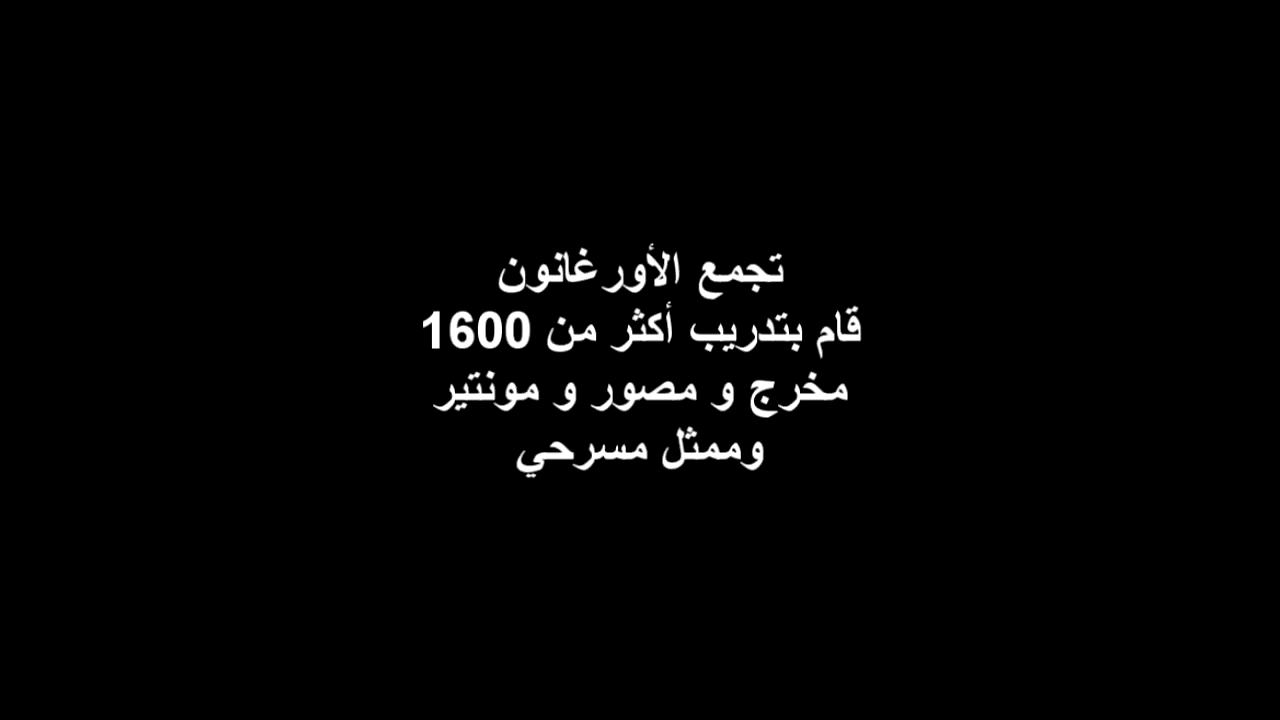 تجمع الأورغانون
قام بتدريب أكثر من 1600
مخرج و مصور و مونتير
وممثل مسرحي